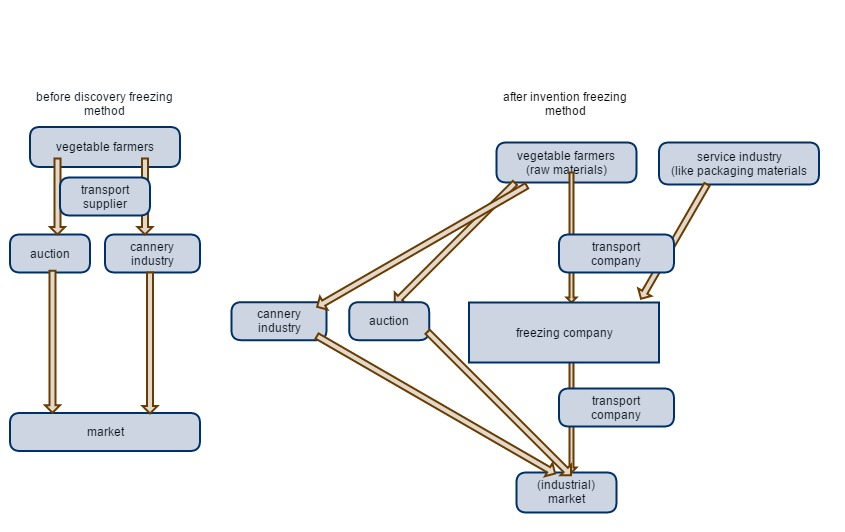 before discovery freezing
method
vegetable farmers
transport
supplier
auction
cannery
industry
market
after invention freezing
method
vegetable farmers
(raw materials)
service industry
(like packaging materials
transport
company
cannery
industry
auction
freezing company
transport
company
(industrial)
market